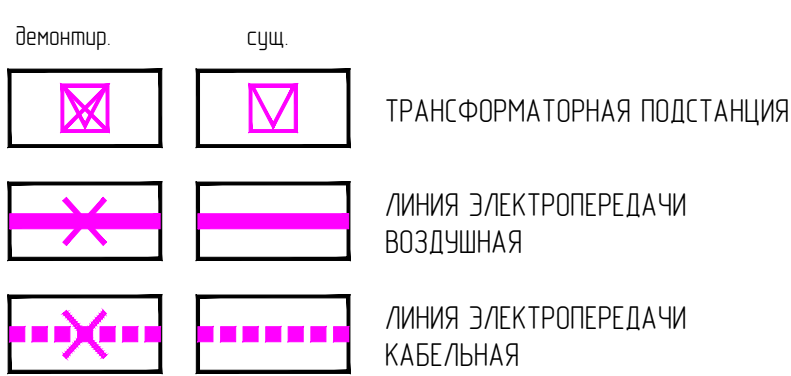 демонтир. сущ.
ТРАНСФОРМАТОРНАЯ ПОДСТАНЦИЯ
ЛИНИЯ ЭЛЕКТРОПЕРЕДАЧИ
ВОЗДУШНАЯ
ЛИНИЯ ЭЛЕКТРОПЕРЕДАЧИ
КАБЕЛЬНАЯ